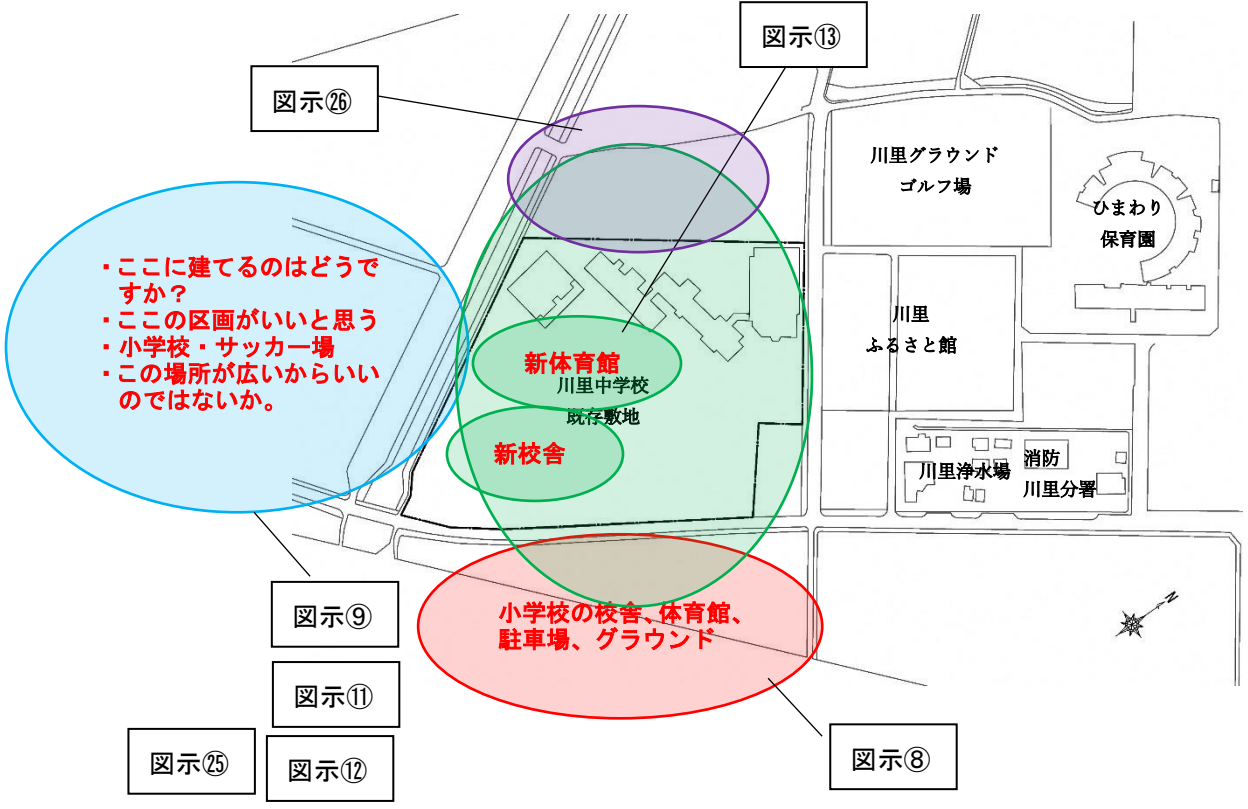 図示⑬
図示㉖
川里グラウンド
ゴルフ場
ひまわり
保育園
・ここに建てるのはどうで
すか？
・ここの区画がいいと思う
・小学校・サッカー場
・この場所が広いからいい
のではないか。
川里
ふるさと館
新体育館
川里中学校
既存敷地
新校舎
川里浄水場
消防
川里分署
小学校の校舎、体育館、
駐車場、グラウンド
N
図示⑨
図示⑪
図示㉕
図示⑫
図示⑧